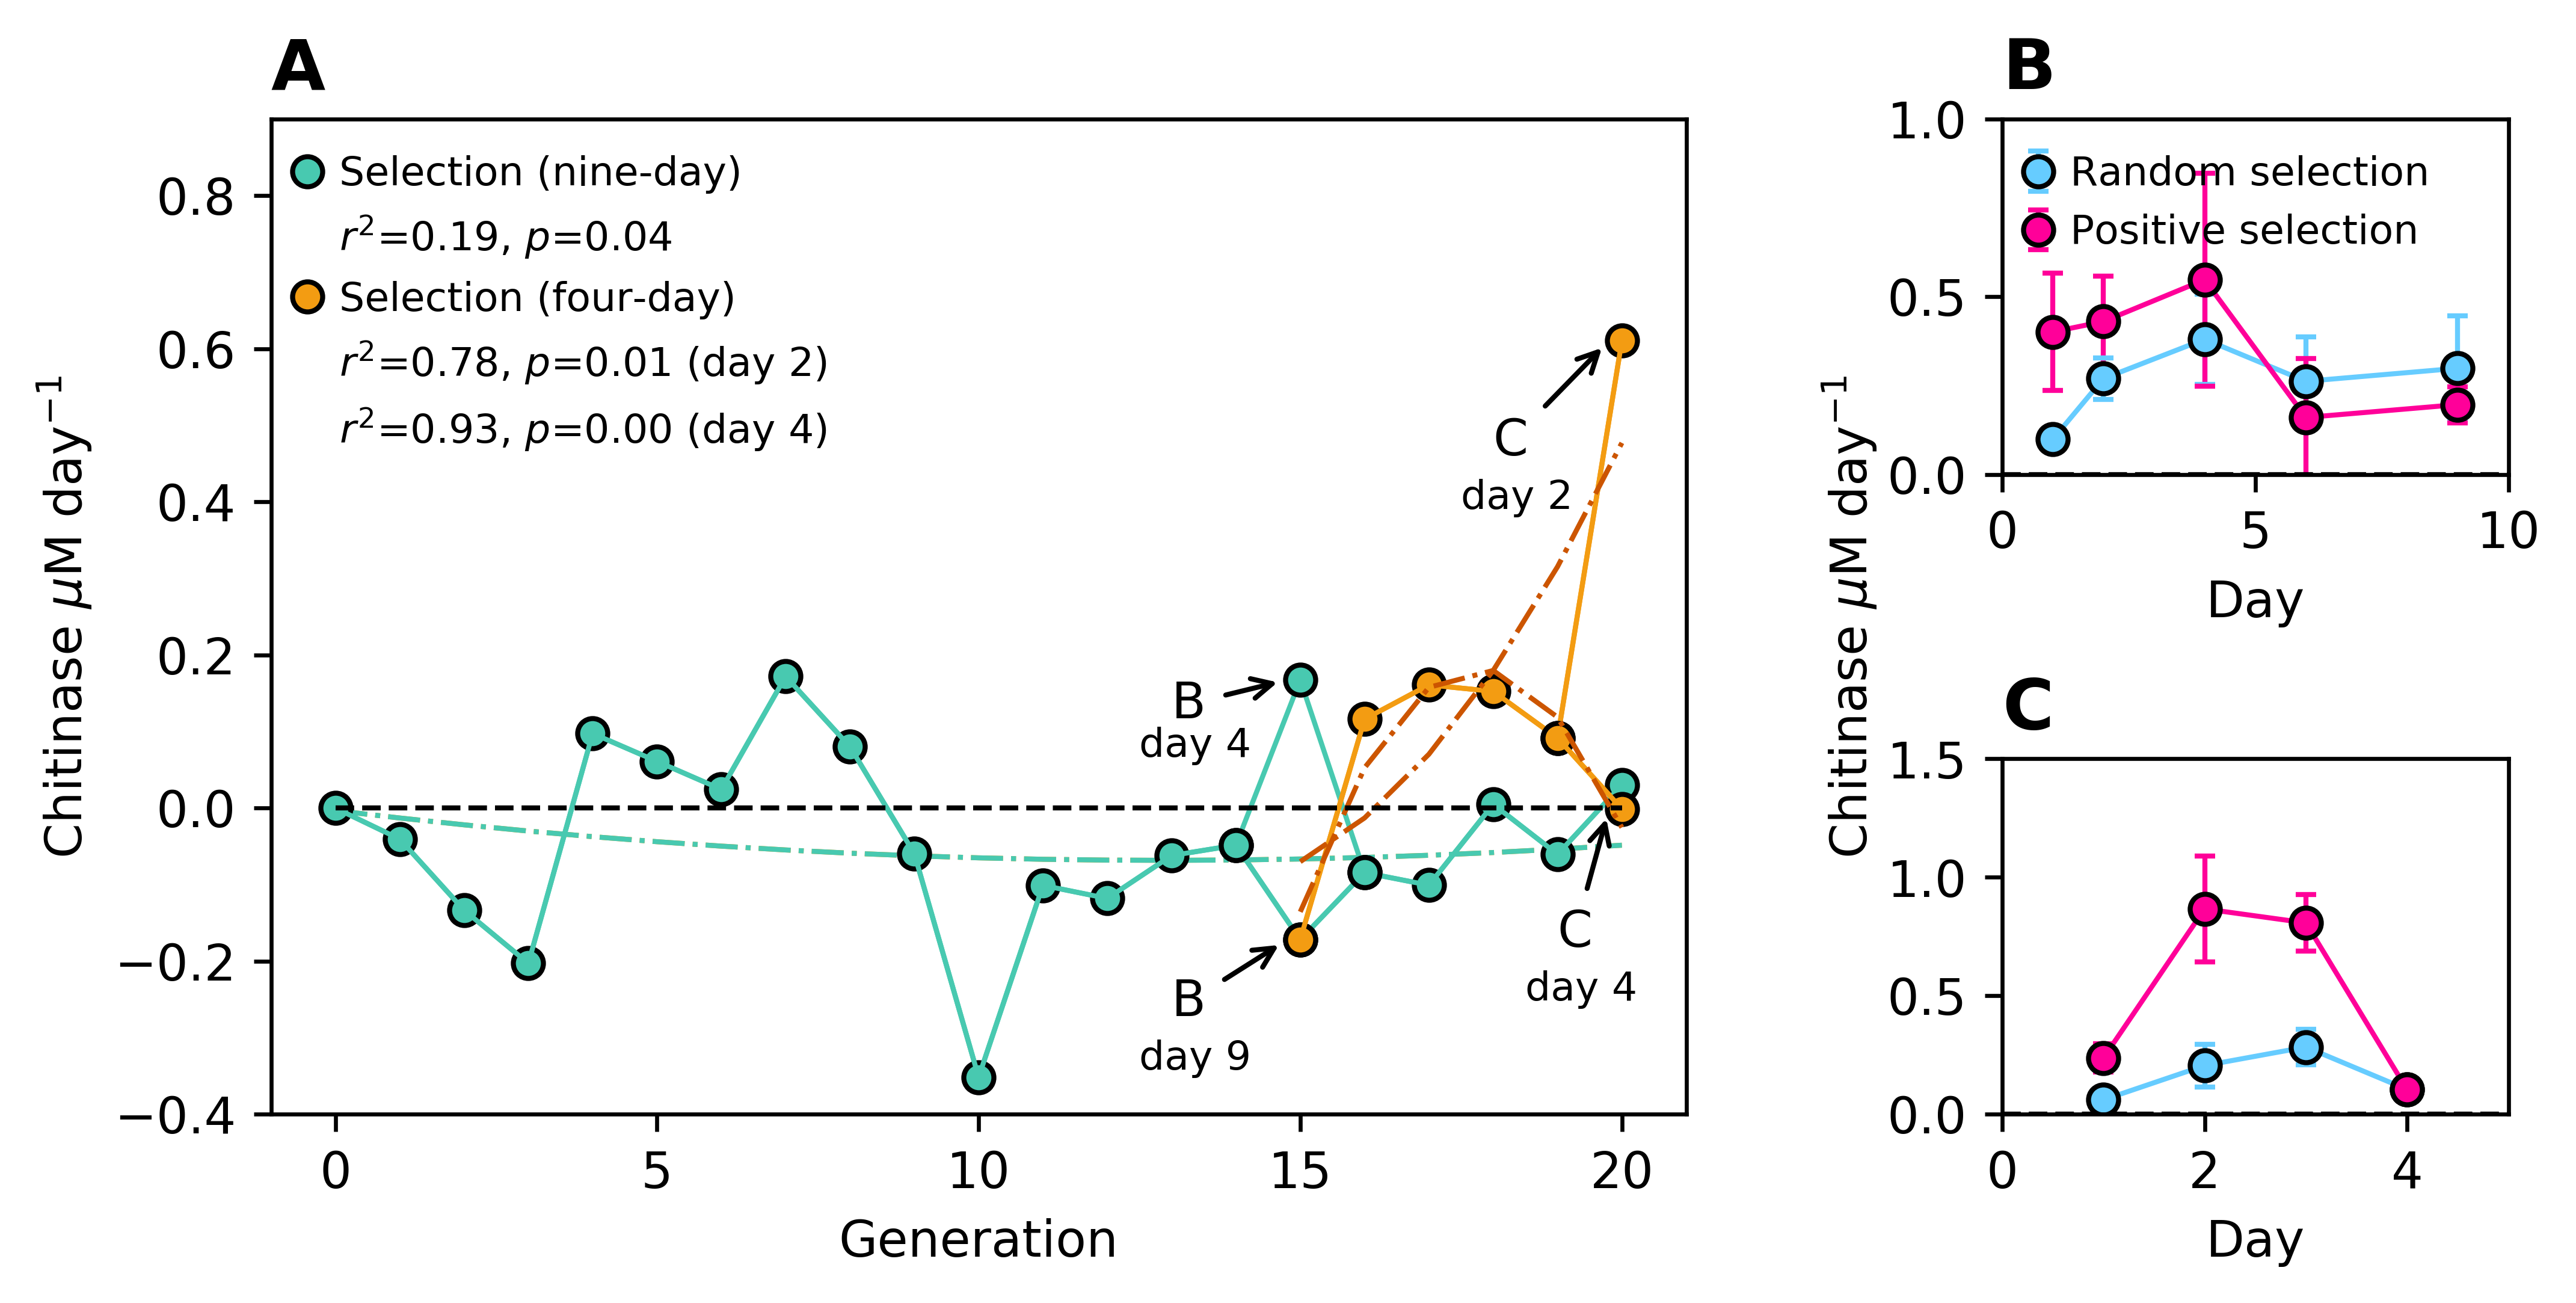 A
Chitinase μM day⁻¹
0.8
0.6
0.4
0.2
0.0
−0.2
−0.4
Selection (nine-day)
r²=0.19, p=0.04
Selection (four-day)
r²=0.78, p=0.01 (day 2)
r²=0.93, p=0.00 (day 4)
C
day 2
B
day 4
B
day 9
C
day 4
0 5 10 15 20
Generation
B
Chitinase μM day⁻¹
1.0
0.5
0.0
Random selection
Positive selection
0 5 10
Day
C
1.5
1.0
0.5
0.0
0 2 4
Day